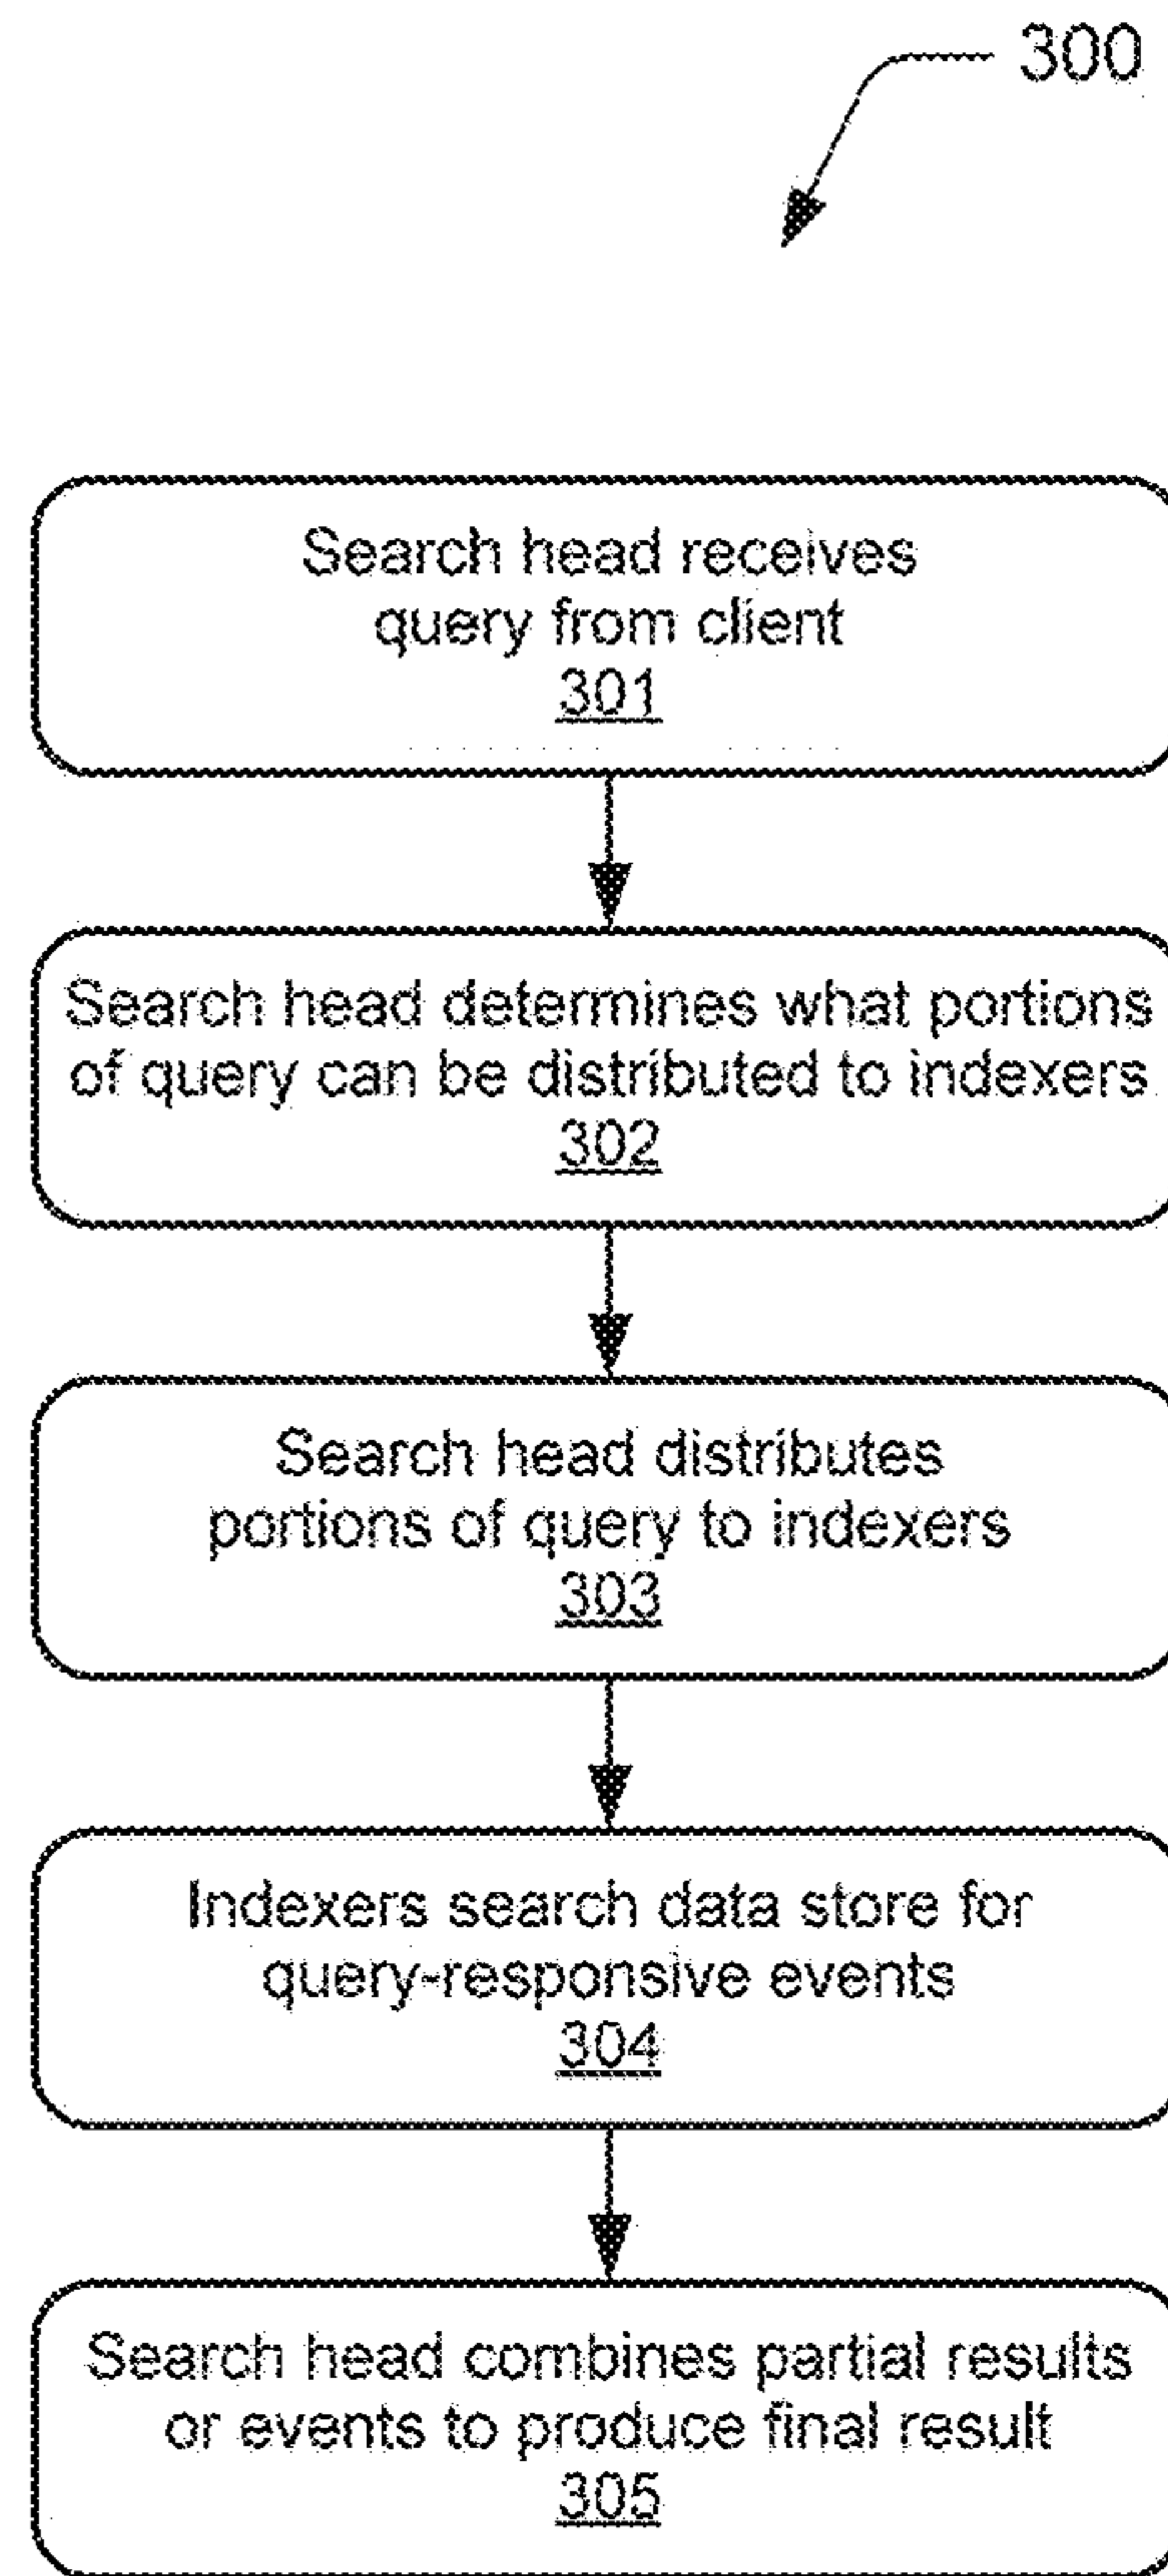 300
Search head receives
query from client
301
Search head determines what portions
of query can be distributed to indexers
302
Search head distributes
portions of query to indexers
303
Indexers search data store for
query-responsive events
304
Search head combines partial results
or events to produce final result
305